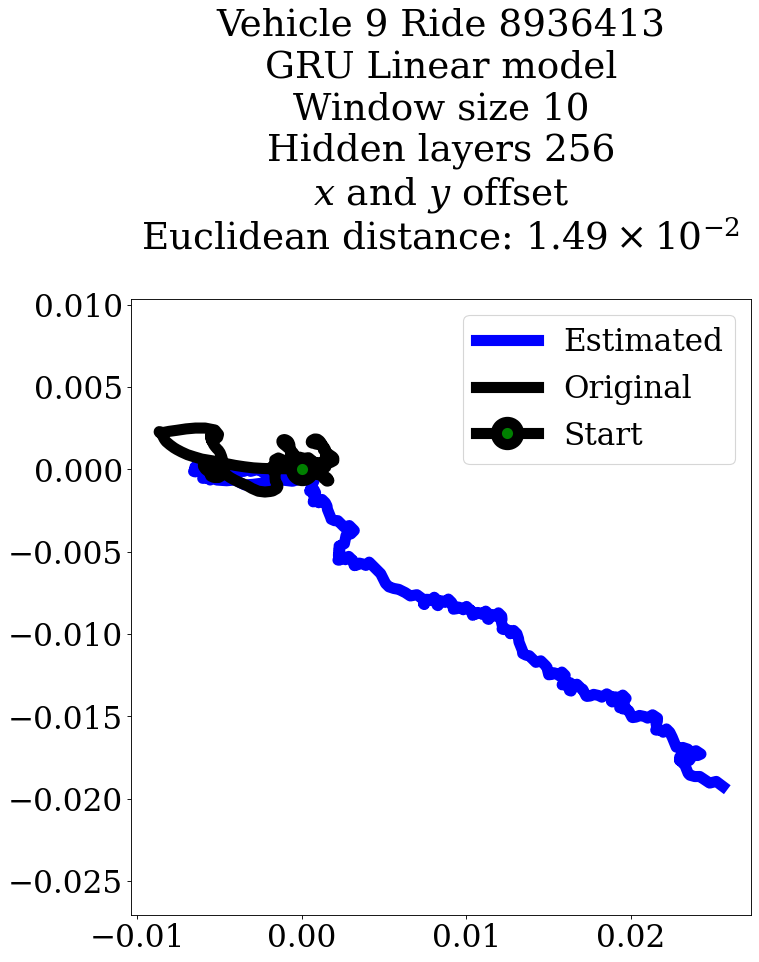 Vehicle 9 Ride 8936413
GRU Linear model
Window size 10
Hidden layers 256
x and y offset
Euclidean distance: 1.49 × 10⁻²
Estimated
Original
Start
0.010
0.005
0.000
−0.005
−0.010
−0.015
−0.020
−0.025
−0.01 0.00 0.01 0.02